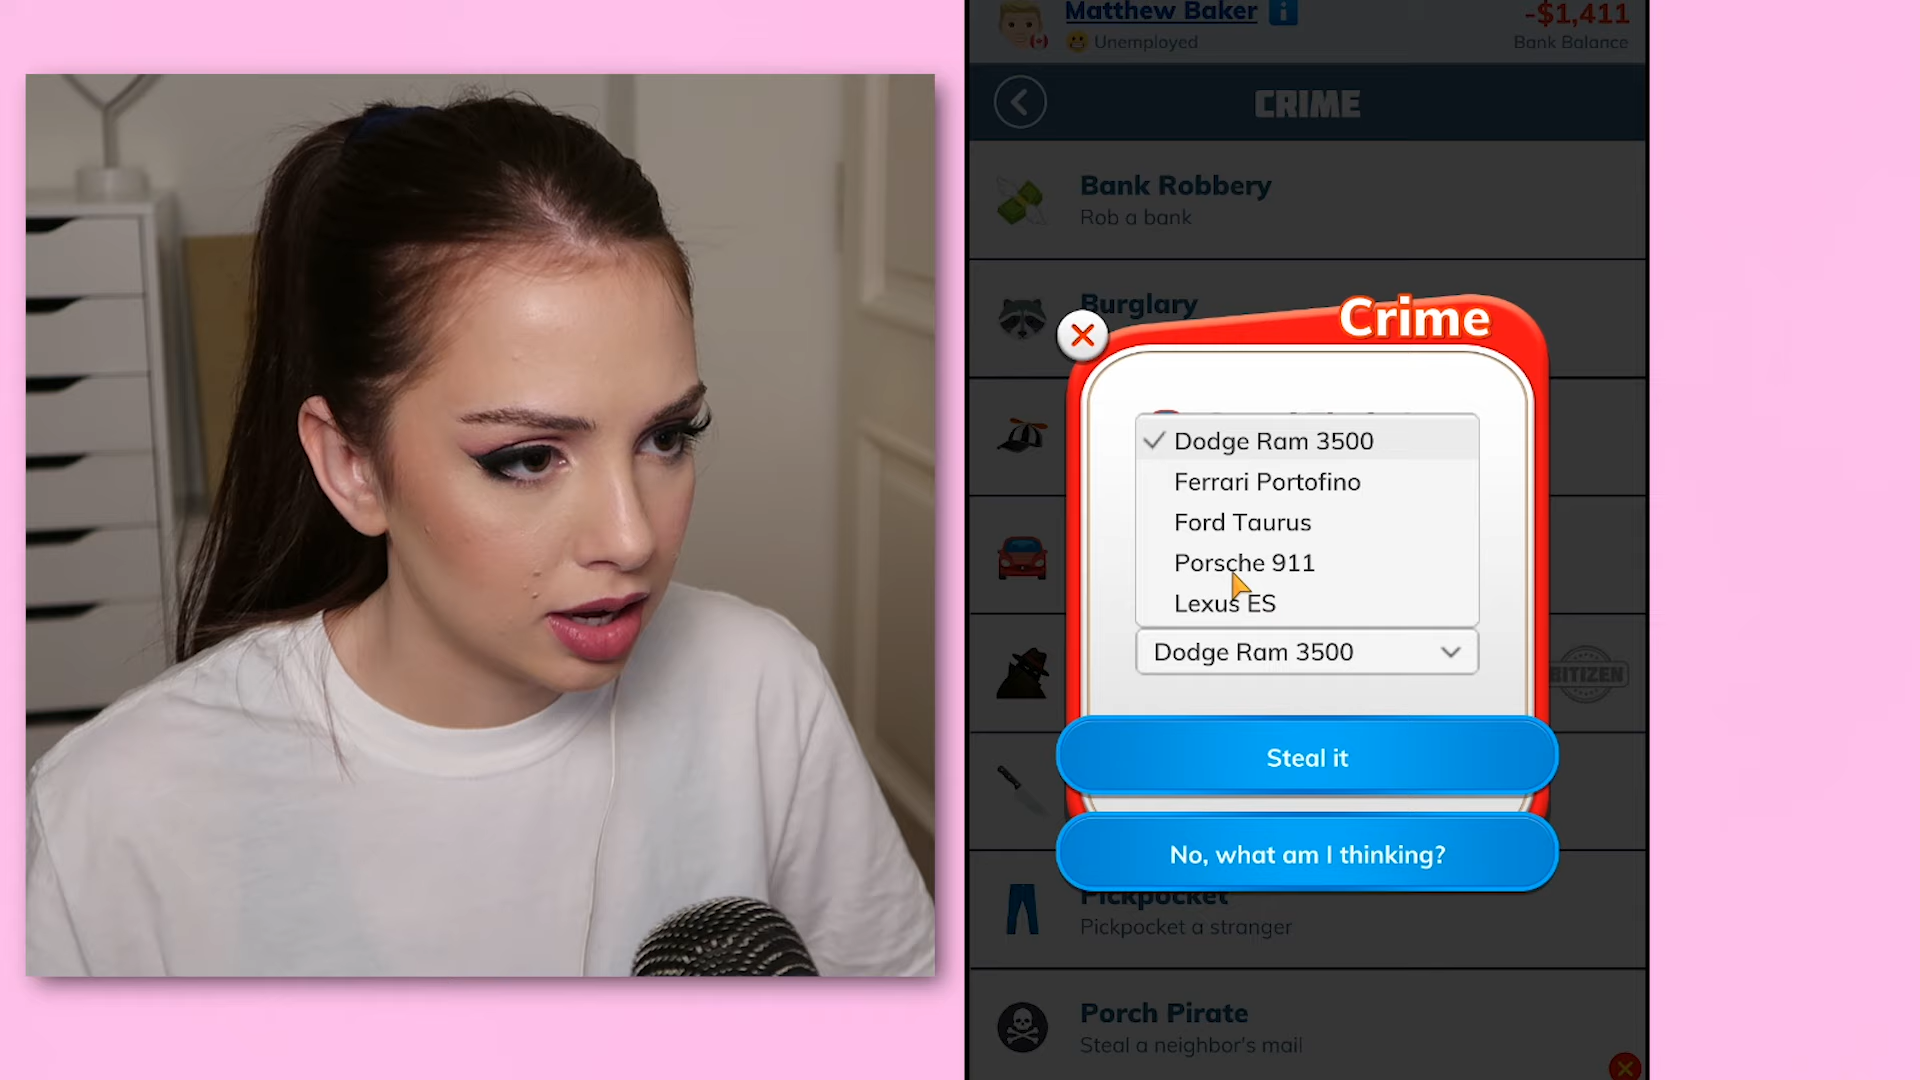 Matthew Baker
-$1,411
Unemployed
Bank Balance
CRIME
Bank Robbery
Rob a bank
Burglary
Crime
Dodge Ram 3500
Ferrari Portofino
Ford Taurus
Porsche 911
Lexus ES
Dodge Ram 3500
BITIZEN
Steal it
No, what am I thinking?
Pickpocket
Pickpocket a stranger
Porch Pirate
Steal a neighbor's mail